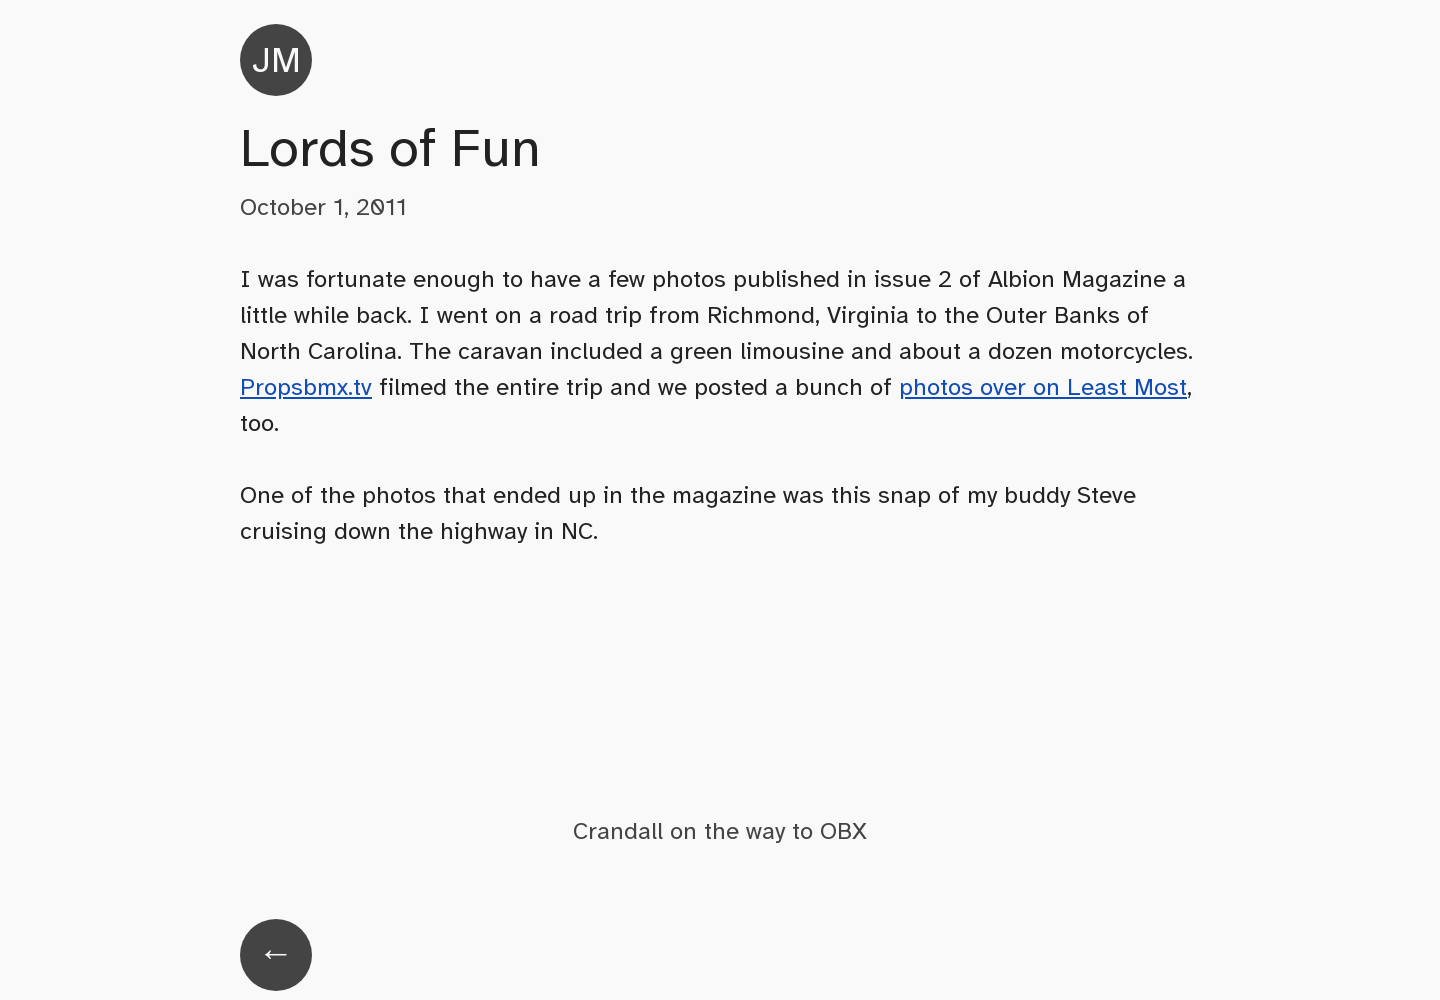 JM
Lords of Fun
October 1, 2011
I was fortunate enough to have a few photos published in issue 2 of Albion Magazine a
little while back. I went on a road trip from Richmond, Virginia to the Outer Banks of
North Carolina. The caravan included a green limousine and about a dozen motorcycles.
Propsbmx.tv filmed the entire trip and we posted a bunch of photos over on Least Most,
too.
One of the photos that ended up in the magazine was this snap of my buddy Steve
cruising down the highway in NC.
Crandall on the way to OBX
←